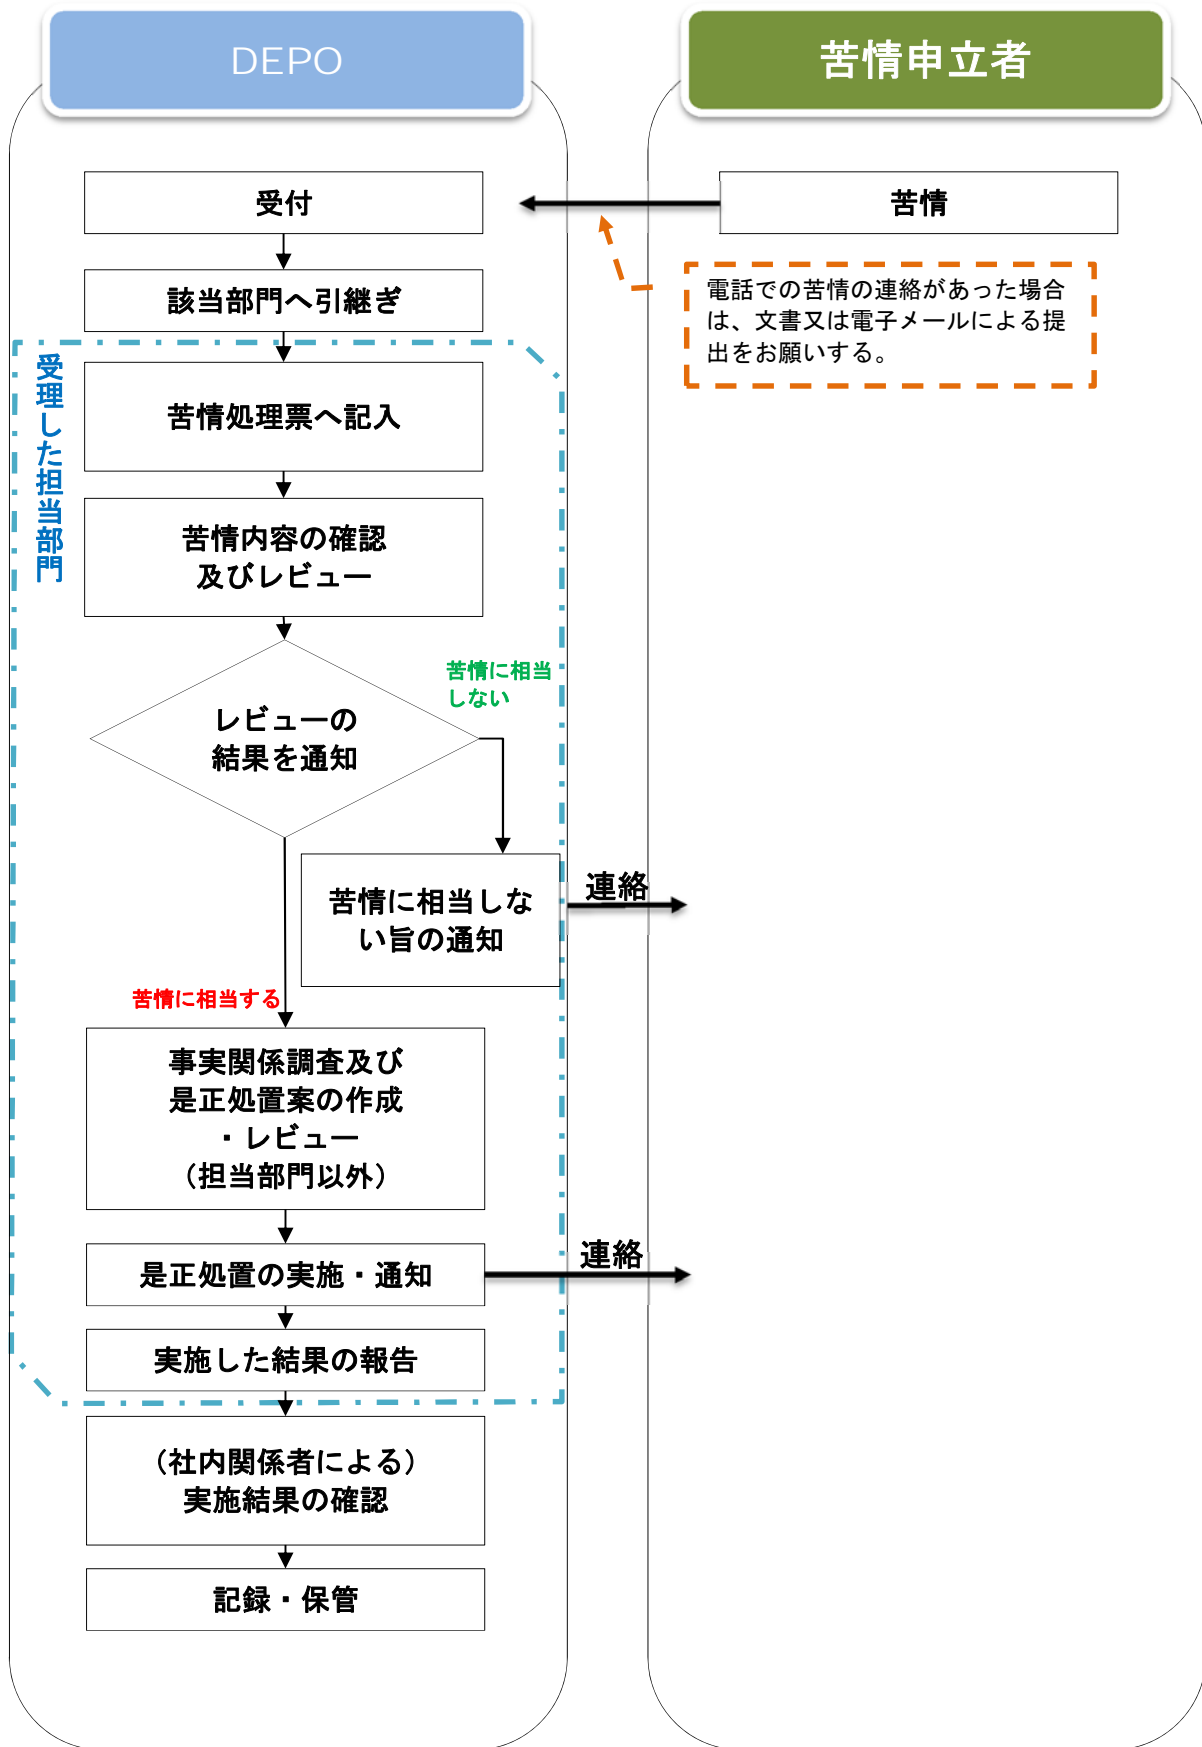 DEPO
苦情申立者
受付
苦情
該当部門へ引継ぎ
電話での苦情の連絡があった場合
は、文書又は電子メールによる提
出をお願いする。
受理した担当部門
苦情処理票へ記入
苦情内容の確認
及びレビュー
苦情に相当
しない
レビューの
結果を通知
苦情に相当しな
い旨の通知
連絡
苦情に相当する
事実関係調査及び
是正処置案の作成
・レビュー
（担当部門以外）
是正処置の実施・通知
連絡
実施した結果の報告
（社内関係者による）
実施結果の確認
記録・保管